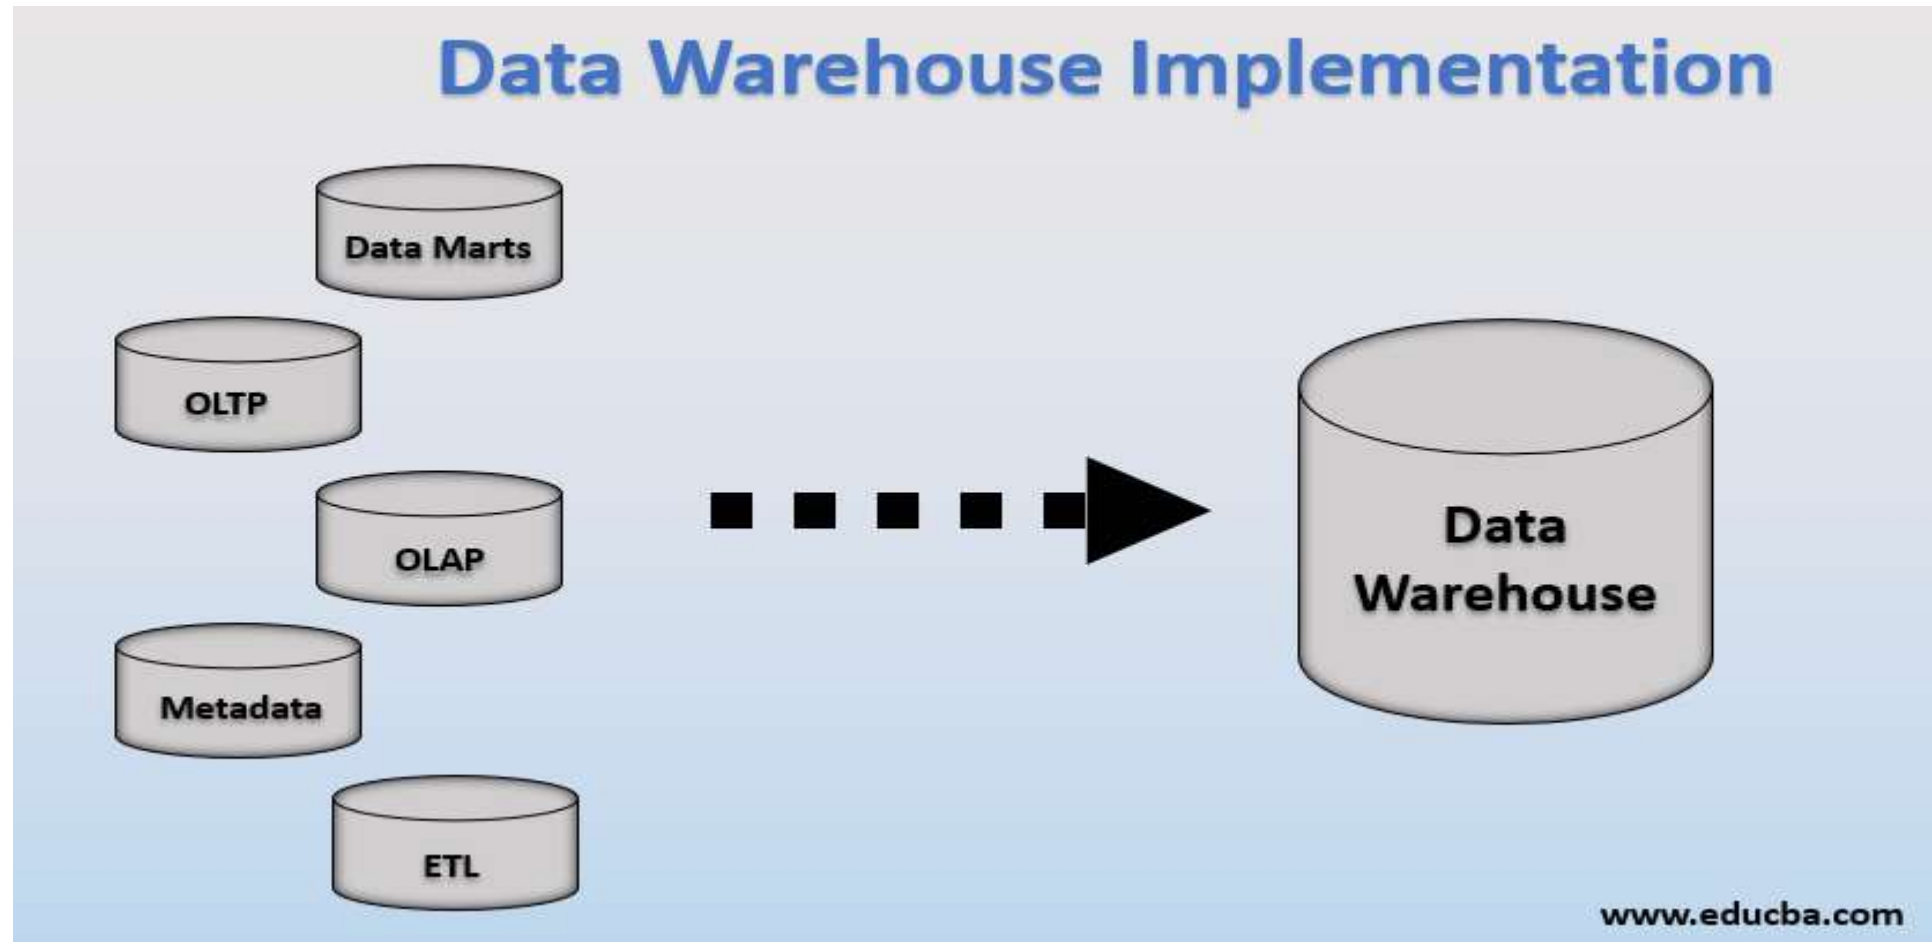 Data Warehouse Implementation
Data Marts
OLTP
OLAP
Metadata
ETL
Data
Warehouse
www.educba.com